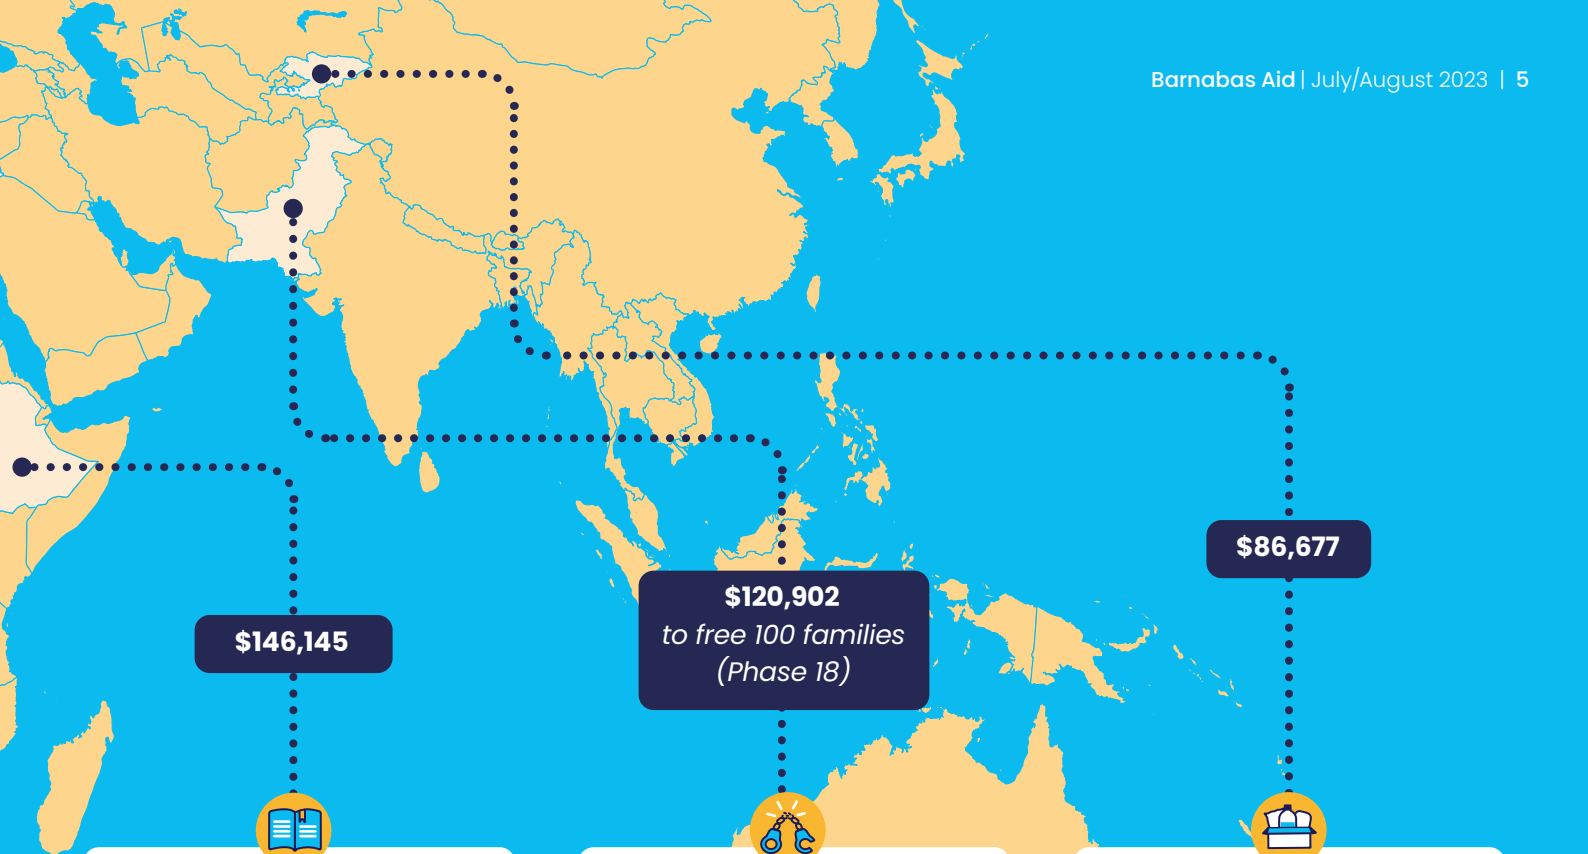 Barnabas Aid | July/August 2023 | 5
$86,677
$120,902
to free 100 families
(Phase 18)
$146,145